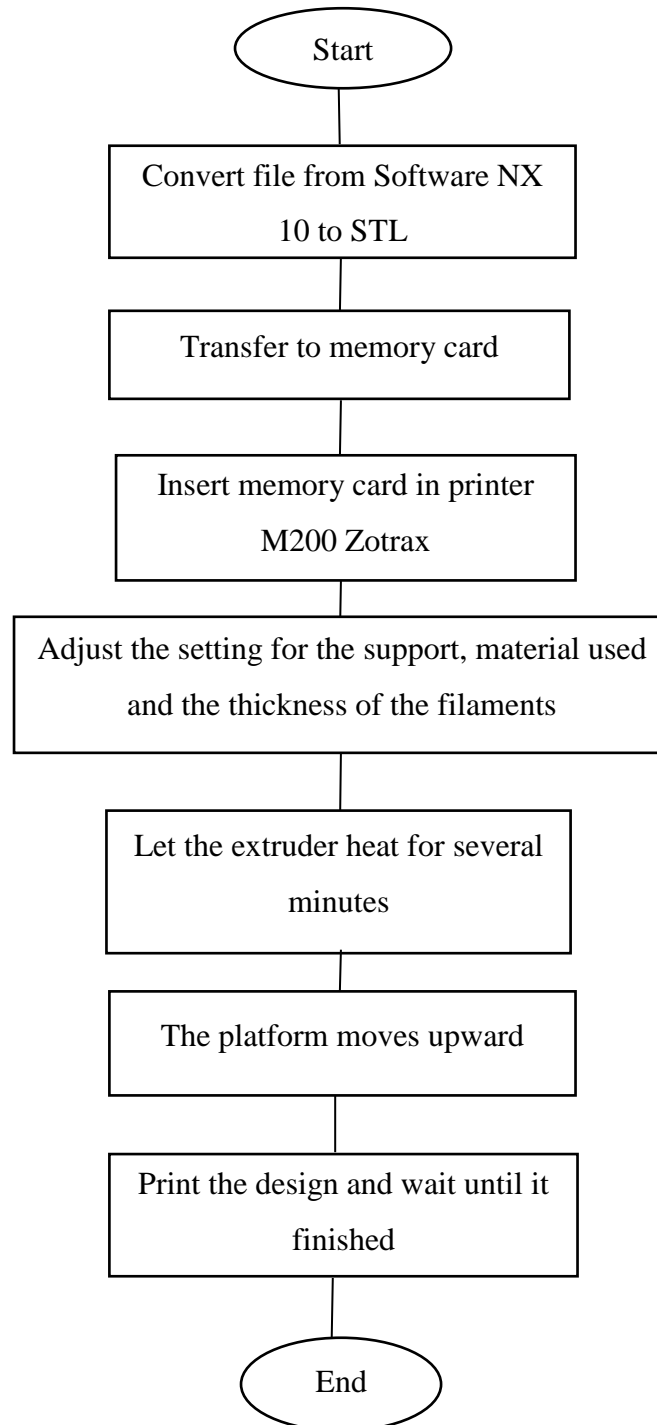 Start
Convert file from Software NX
10 to STL
Transfer to memory card
Insert memory card in printer
M200 Zotrax
Adjust the setting for the support, material used
and the thickness of the filaments
Let the extruder heat for several
minutes
The platform moves upward
Print the design and wait until it
finished
End